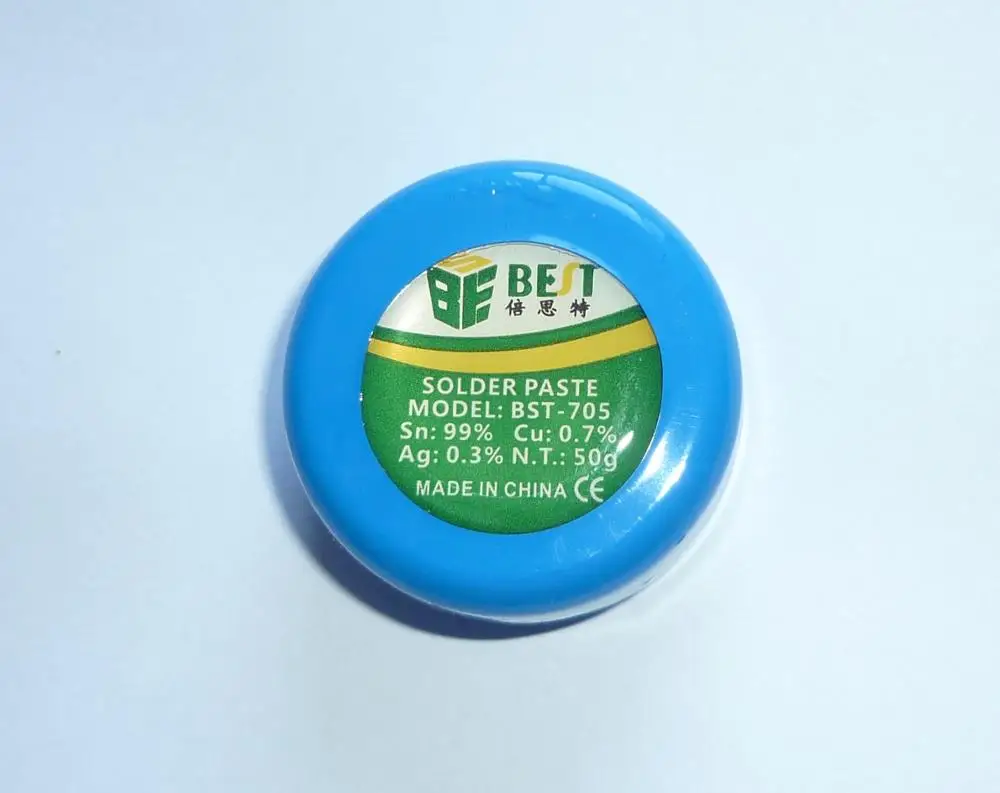 BSE BEST
倍思特
SOLDER PASTE
MODEL: BST-705
Sn: 99% Cu: 0.7%
Ag: 0.3% N.T.: 50g
MADE IN CHINA CE